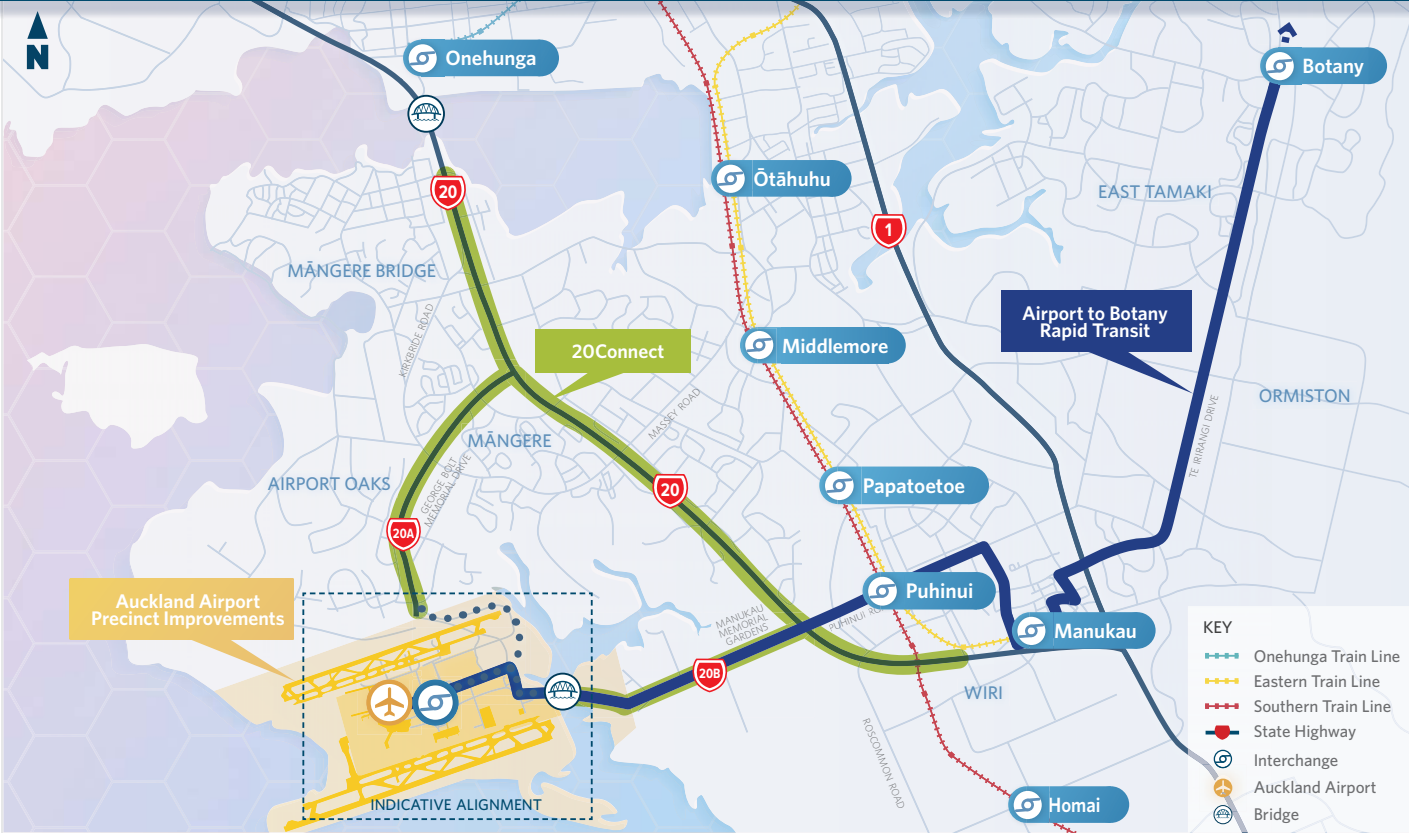 N
Onehunga
Botany
20
Ōtāhuhu
EAST TAMAKI
1
MĀNGERE BRIDGE
KIRKBRIDE ROAD
Airport to Botany
Rapid Transit
20Connect
Middlemore
ORMISTON
MASSEY ROAD
TE IRIRANGI DRIVE
MĀNGERE
AIRPORT OAKS
GEORGE BOLT
MEMORIAL DRIVE
20
Papatoetoe
20A
Auckland Airport
Precinct Improvements
Puhinui
MANUKAU
MEMORIAL
GARDENS
PUHINUI RO
Manukau
20B
WIRI
ROSCOMMON ROAD
INDICATIVE ALIGNMENT
Homai
KEY
Onehunga Train Line
Eastern Train Line
Southern Train Line
State Highway
Interchange
Auckland Airport
Bridge